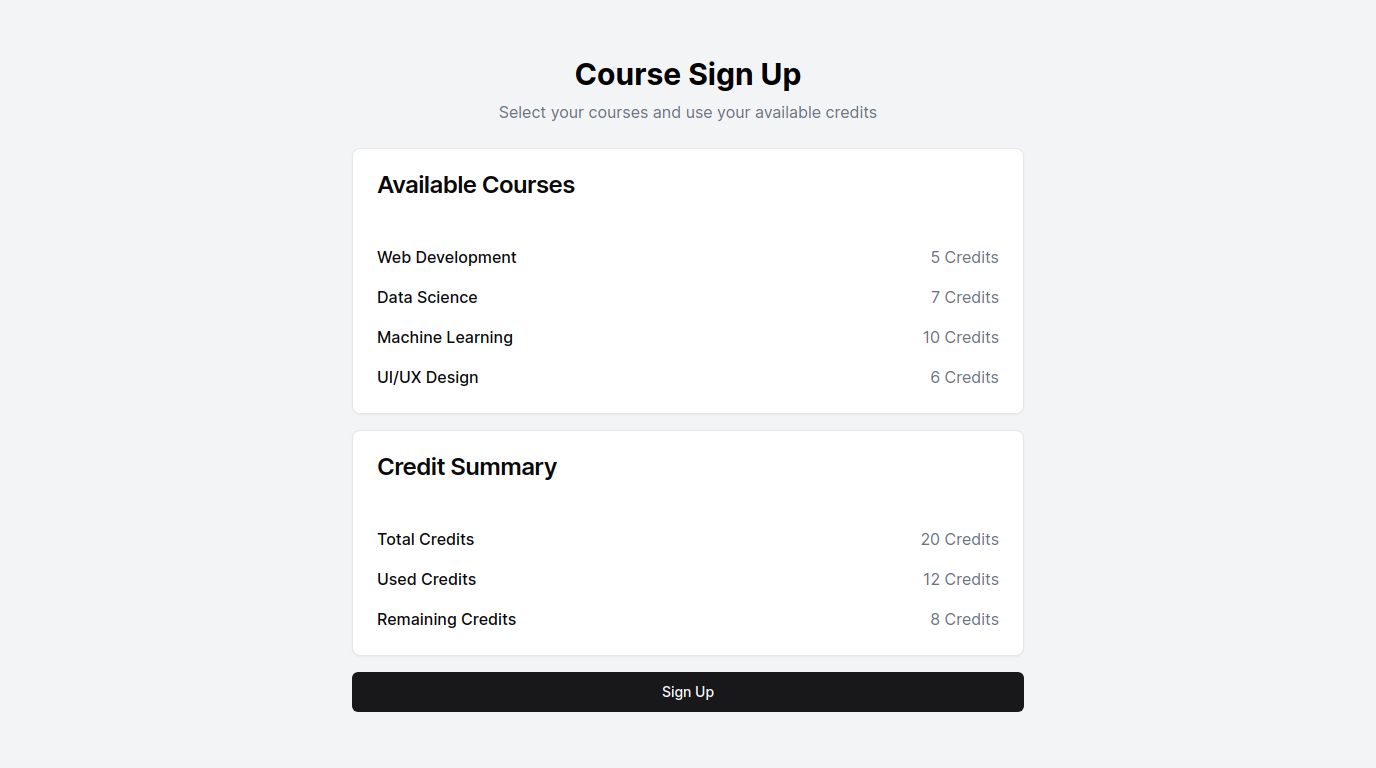 Course Sign Up
Select your courses and use your available credits
Available Courses
Web Development 5 Credits
Data Science 7 Credits
Machine Learning 10 Credits
UI/UX Design 6 Credits
Credit Summary
Total Credits 20 Credits
Used Credits 12 Credits
Remaining Credits 8 Credits
Sign Up